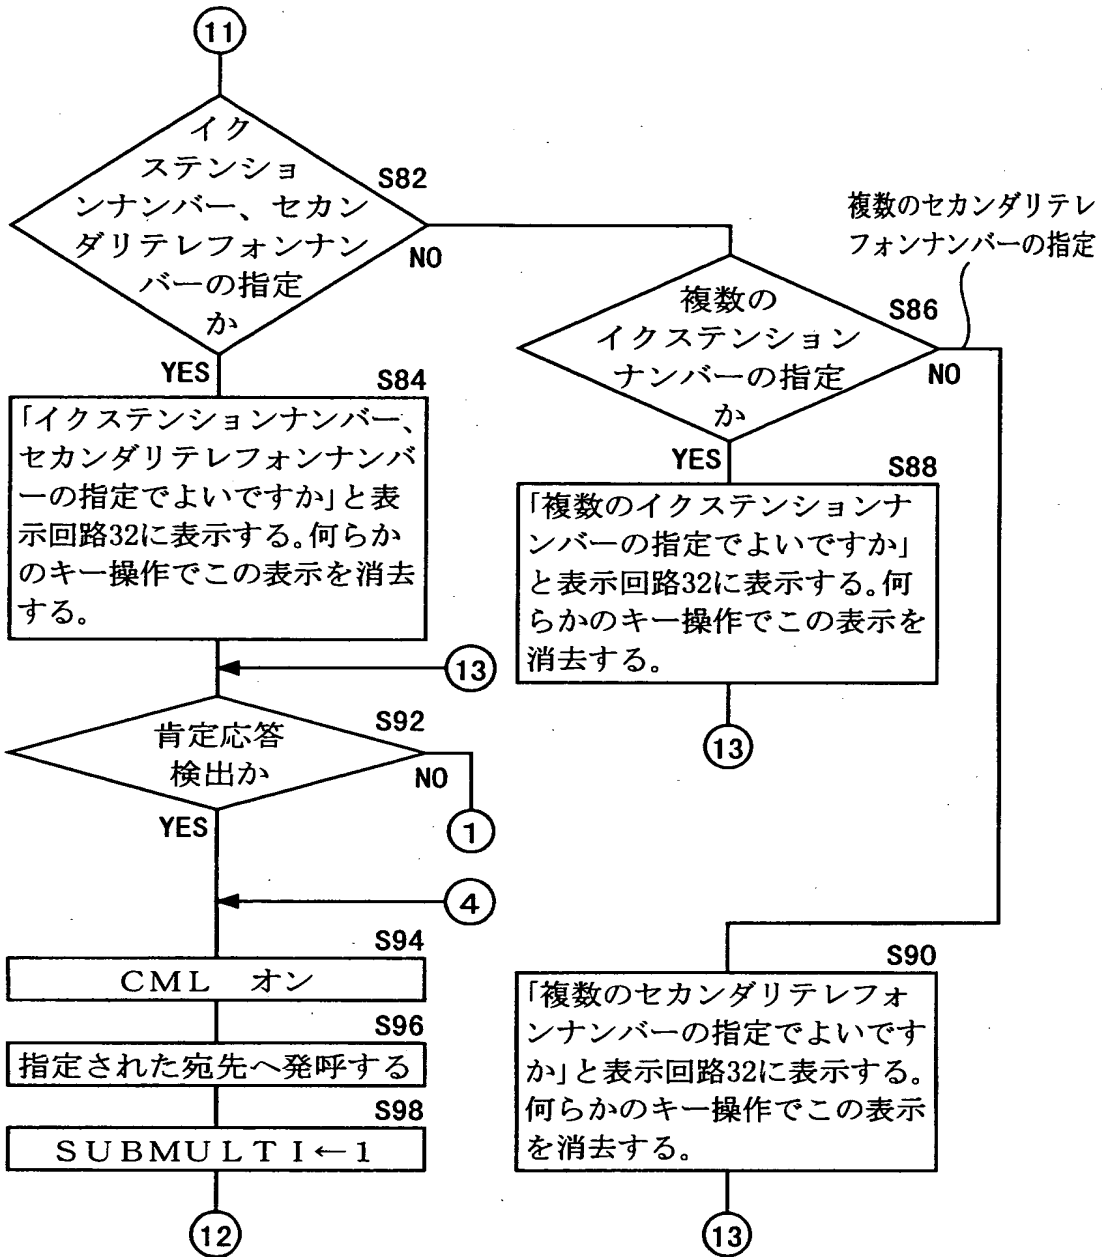 11
イク
ステンショ
ンナンバー、セカン
ダリテレフォンナン
バーの指定
か
S82
NO
YES
S84
「イクステンションナンバー、
セカンダリテレフォンナンバ
ーの指定でよいですか」と表
示回路32に表示する。何らか
のキー操作でこの表示を消去
する。
13
肯定応答
検出か
S92
NO
1
YES
4
S94
CML オン
S96
指定された宛先へ発呼する
S98
SUBMULTI←1
12
複数のセカンダリテレ
フォンナンバーの指定
複数の
イクステンション
ナンバーの指定
か
S86
NO
YES
S88
「複数のイクステンションナ
ンバーの指定でよいですか」
と表示回路32に表示する。何
らかのキー操作でこの表示を
消去する。
13
S90
「複数のセカンダリテレフォ
ンナンバーの指定でよいです
か」と表示回路32に表示する。
何らかのキー操作でこの表示
を消去する。
13